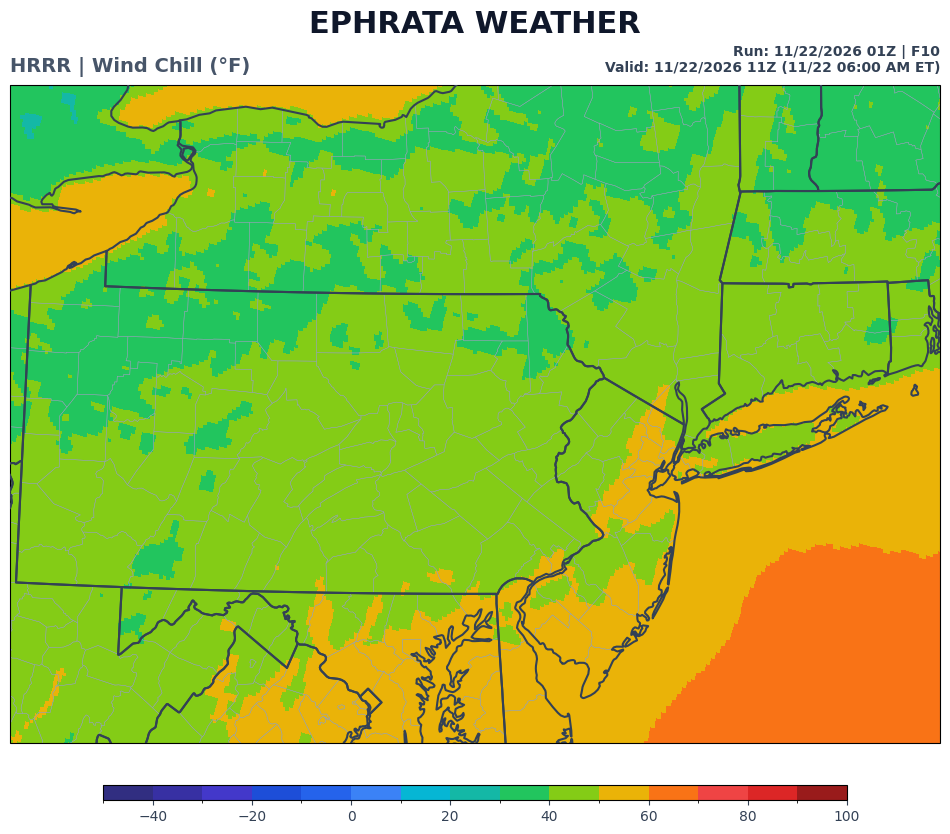 EPHRATA WEATHER
HRRR | Wind Chill (°F)
Run: 11/22/2026 01Z | F10
Valid: 11/22/2026 11Z (11/22 06:00 AM ET)
−40 −20 0 20 40 60 80 100